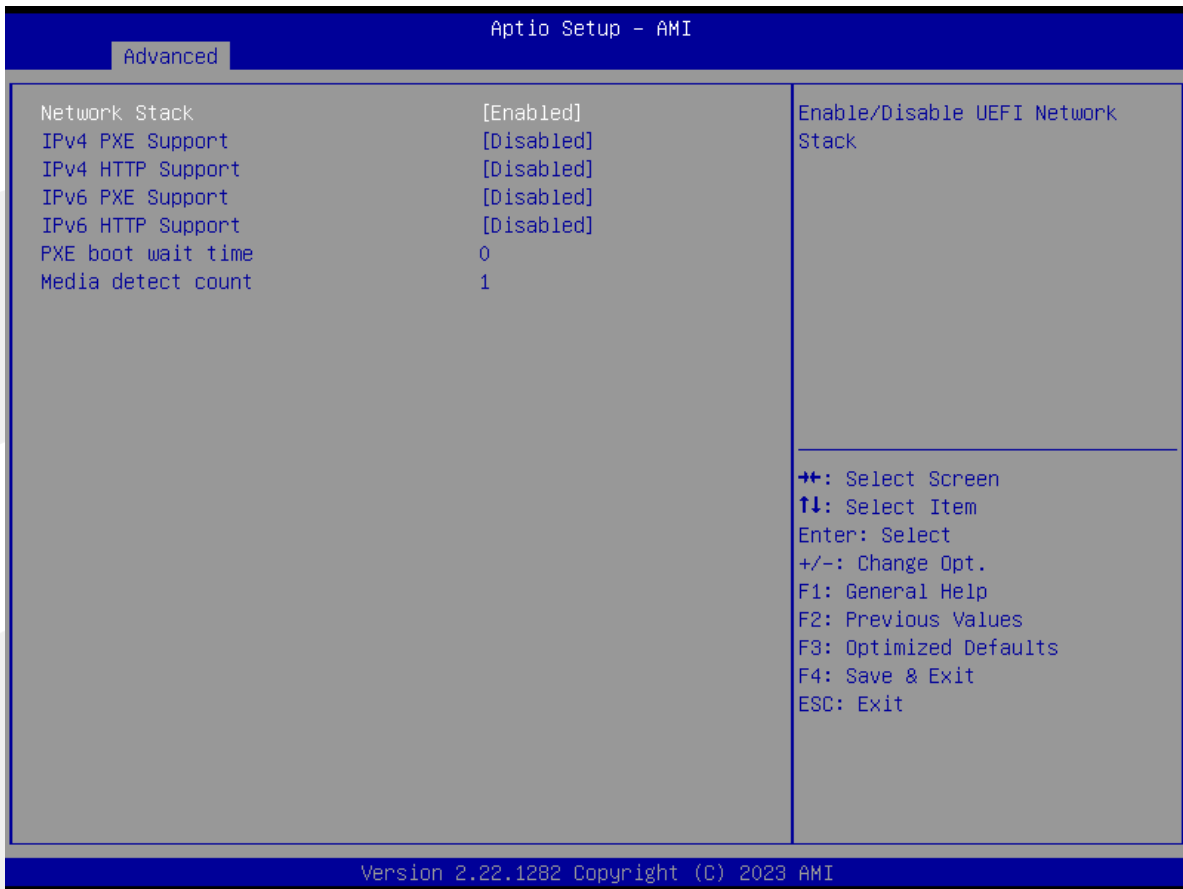 Aptio Setup – AMI
Advanced
Network Stack [Enabled]
IPv4 PXE Support [Disabled]
IPv4 HTTP Support [Disabled]
IPv6 PXE Support [Disabled]
IPv6 HTTP Support [Disabled]
PXE boot wait time 0
Media detect count 1
Enable/Disable UEFI Network
Stack
→←: Select Screen
↑↓: Select Item
Enter: Select
+/-: Change Opt.
F1: General Help
F2: Previous Values
F3: Optimized Defaults
F4: Save & Exit
ESC: Exit
Version 2.22.1282 Copyright (C) 2023 AMI